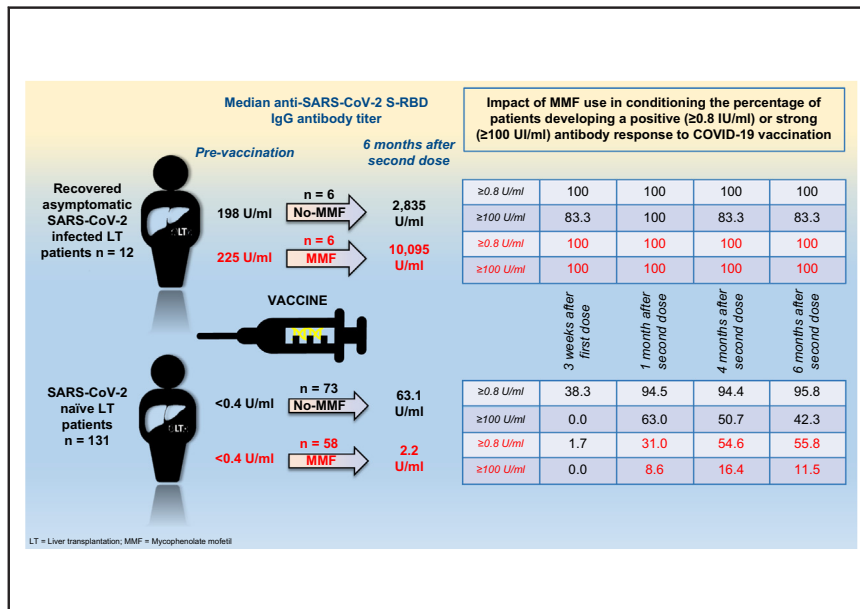 Median anti-SARS-CoV-2 S-RBD
IgG antibody titer
Pre-vaccination
6 months after
second dose
Impact of MMF use in conditioning the percentage of
patients developing a positive (≥0.8 IU/ml) or strong
(≥100 UI/ml) antibody response to COVID-19 vaccination
Recovered
asymptomatic
SARS-CoV-2
infected LT
patients n = 12
LT
198 U/ml
n = 6
No-MMF
2,835
U/ml
225 U/ml
n = 6
MMF
10,095
U/ml
≥0.8 U/ml 100 100 100 100
≥100 U/ml 83.3 100 83.3 83.3
≥0.8 U/ml 100 100 100 100
≥100 U/ml 100 100 100 100
VACCINE
3 weeks after
first dose
1 month after
second dose
4 months after
second dose
6 months after
second dose
SARS-CoV-2
naïve LT
patients
n = 131
LT
<0.4 U/ml
n = 73
No-MMF
63.1
U/ml
<0.4 U/ml
n = 58
MMF
2.2
U/ml
≥0.8 U/ml 38.3 94.5 94.4 95.8
≥100 U/ml 0.0 63.0 50.7 42.3
≥0.8 U/ml 1.7 31.0 54.6 55.8
≥100 U/ml 0.0 8.6 16.4 11.5
LT = Liver transplantation; MMF = Mycophenolate mofetil